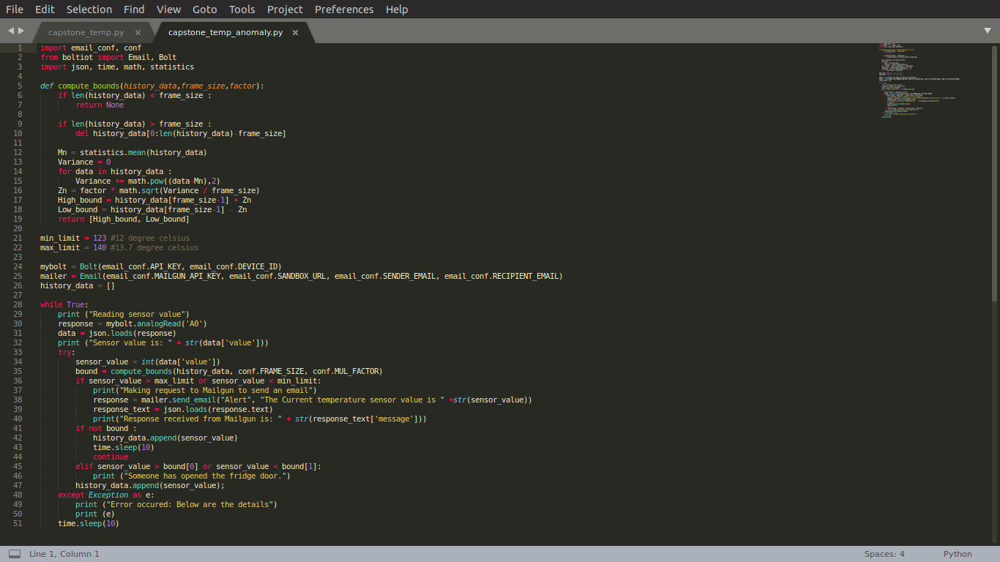 File Edit Selection Find View Goto Tools Project Preferences Help
capstone_temp.py × capstone_temp_anomaly.py ×
1 import email_conf, conf
2 from boltiot import Email, Bolt
3 import json, time, math, statistics
4
5 def compute_bounds(history_data,frame_size,factor):
6     if len(history_data) < frame_size :
7         return None
8
9     if len(history_data) > frame_size :
10         del history_data[0:len(history_data)-frame_size]
11
12     Mn = statistics.mean(history_data)
13     Variance = 0
14     for data in history_data :
15         Variance += math.pow((data-Mn),2)
16     Zn = factor * math.sqrt(Variance / frame_size)
17     High_bound = history_data[frame_size-1] + Zn
18     Low_bound = history_data[frame_size-1] - Zn
19     return [High_bound, Low_bound]
20
21 min_limit = 123 #12 degree celsius
22 max_limit = 140 #13.7 degree celsius
23
24 mybolt = Bolt(email_conf.API_KEY, email_conf.DEVICE_ID)
25 mailer = Email(email_conf.MAILGUN_API_KEY, email_conf.SANDBOX_URL, email_conf.SENDER_EMAIL, email_conf.RECIPIENT_EMAIL)
26 history_data = []
27
28 while True:
29     print ("Reading sensor value")
30     response = mybolt.analogRead('A0')
31     data = json.loads(response)
32     print ("Sensor value is: " + str(data['value']))
33     try:
34         sensor_value = int(data['value'])
35         bound = compute_bounds(history_data, conf.FRAME_SIZE, conf.MUL_FACTOR)
36         if sensor_value > max_limit or sensor_value < min_limit:
37             print("Making request to Mailgun to send an email")
38             response = mailer.send_email("Alert", "The Current temperature sensor value is " +str(sensor_value))
39             response_text = json.loads(response.text)
40             print("Response received from Mailgun is: " + str(response_text['message']))
41         if not bound :
42             history_data.append(sensor_value)
43             time.sleep(10)
44             continue
45         elif sensor_value > bound[0] or sensor_value < bound[1]:
46             print ("Someone has opened the fridge door.")
47         history_data.append(sensor_value);
48     except Exception as e:
49         print ("Error occured: Below are the details")
50         print (e)
51     time.sleep(10)
Line 1, Column 1 Spaces: 4 Python